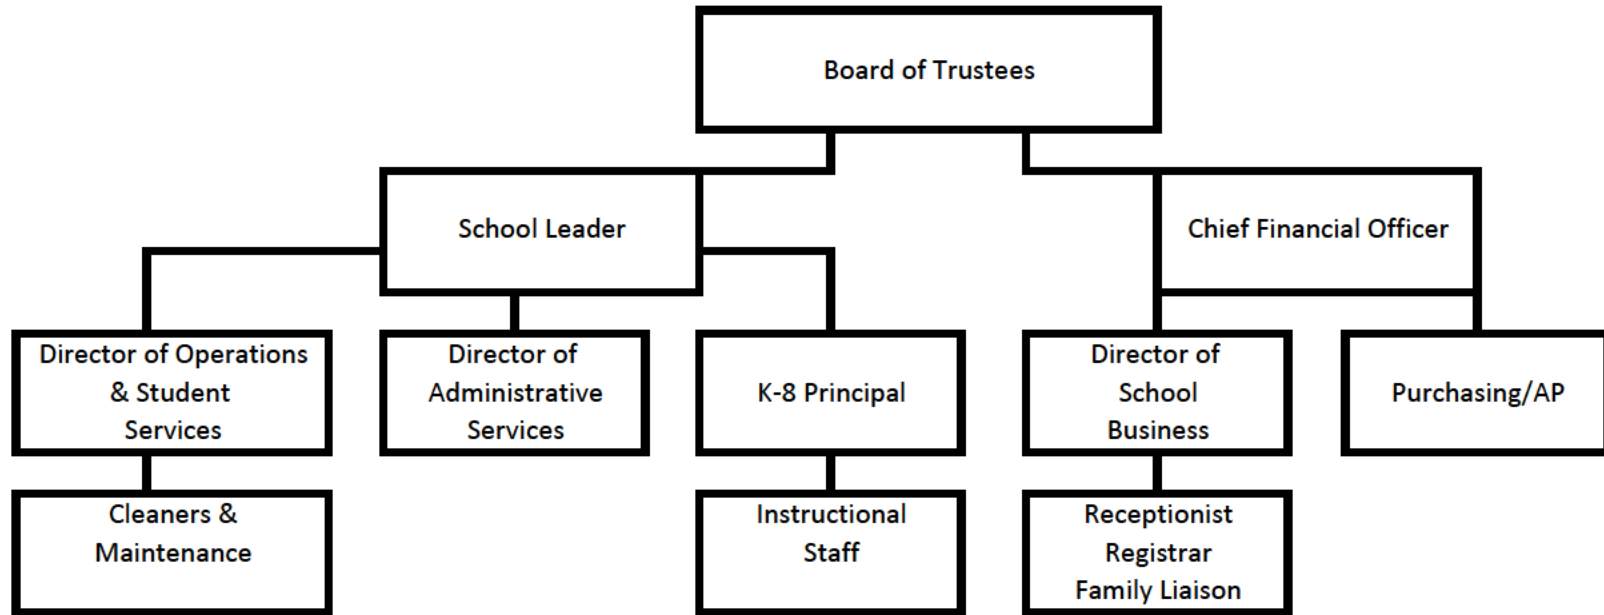 Board of Trustees
School Leader
Chief Financial Officer
Director of Operations
& Student
Services
Director of
Administrative
Services
K-8 Principal
Director of
School
Business
Purchasing/AP
Cleaners &
Maintenance
Instructional
Staff
Receptionist
Registrar
Family Liaison